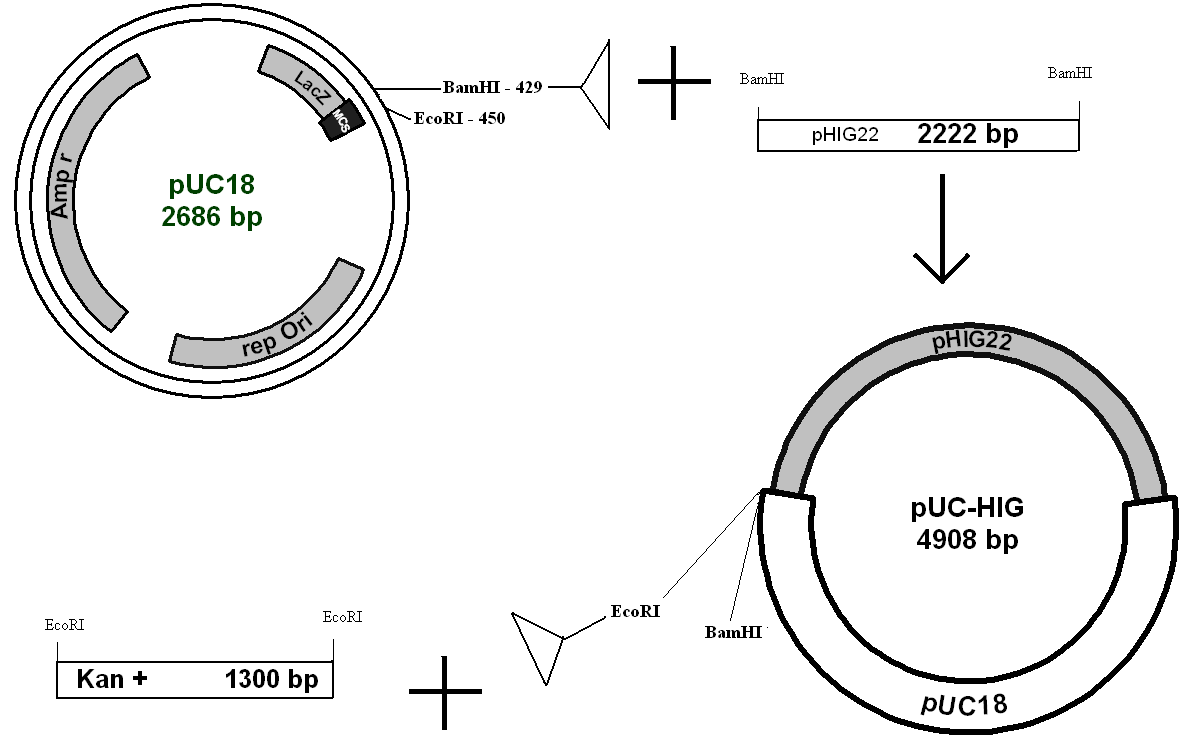 LacZ
MCS
BamHI - 429
EcoRI - 450
Amp r
pUC18
2686 bp
rep Ori
BamHI
BamHI
pHIG22 2222 bp
pHIG22
pUC-HIG
4908 bp
EcoRI
BamHI
pUC18
EcoRI
EcoRI
Kan + 1300 bp